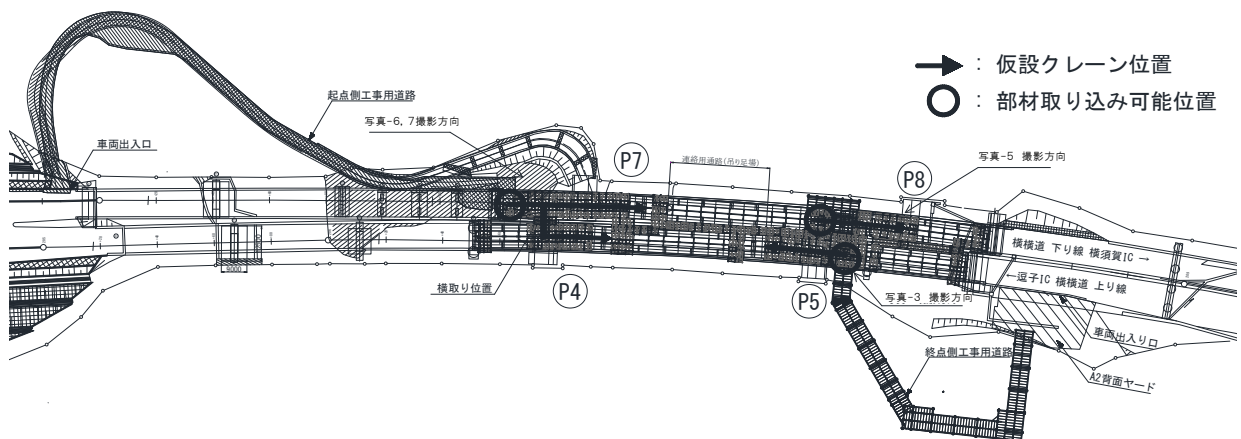 : 仮設クレーン位置
: 部材取り込み可能位置
起点側工事用道路
写真-6, 7撮影方向
車両出入口
P7
連絡用通路(吊り足場)
写真-5 撮影方向
P8
横横道 下り線 横須賀IC →
←逗子IC 横横道 上り線
9000
横取り位置
P4
P5
写真-3 撮影方向
車両出入り口
終点側工事用道路
A2背面ヤード